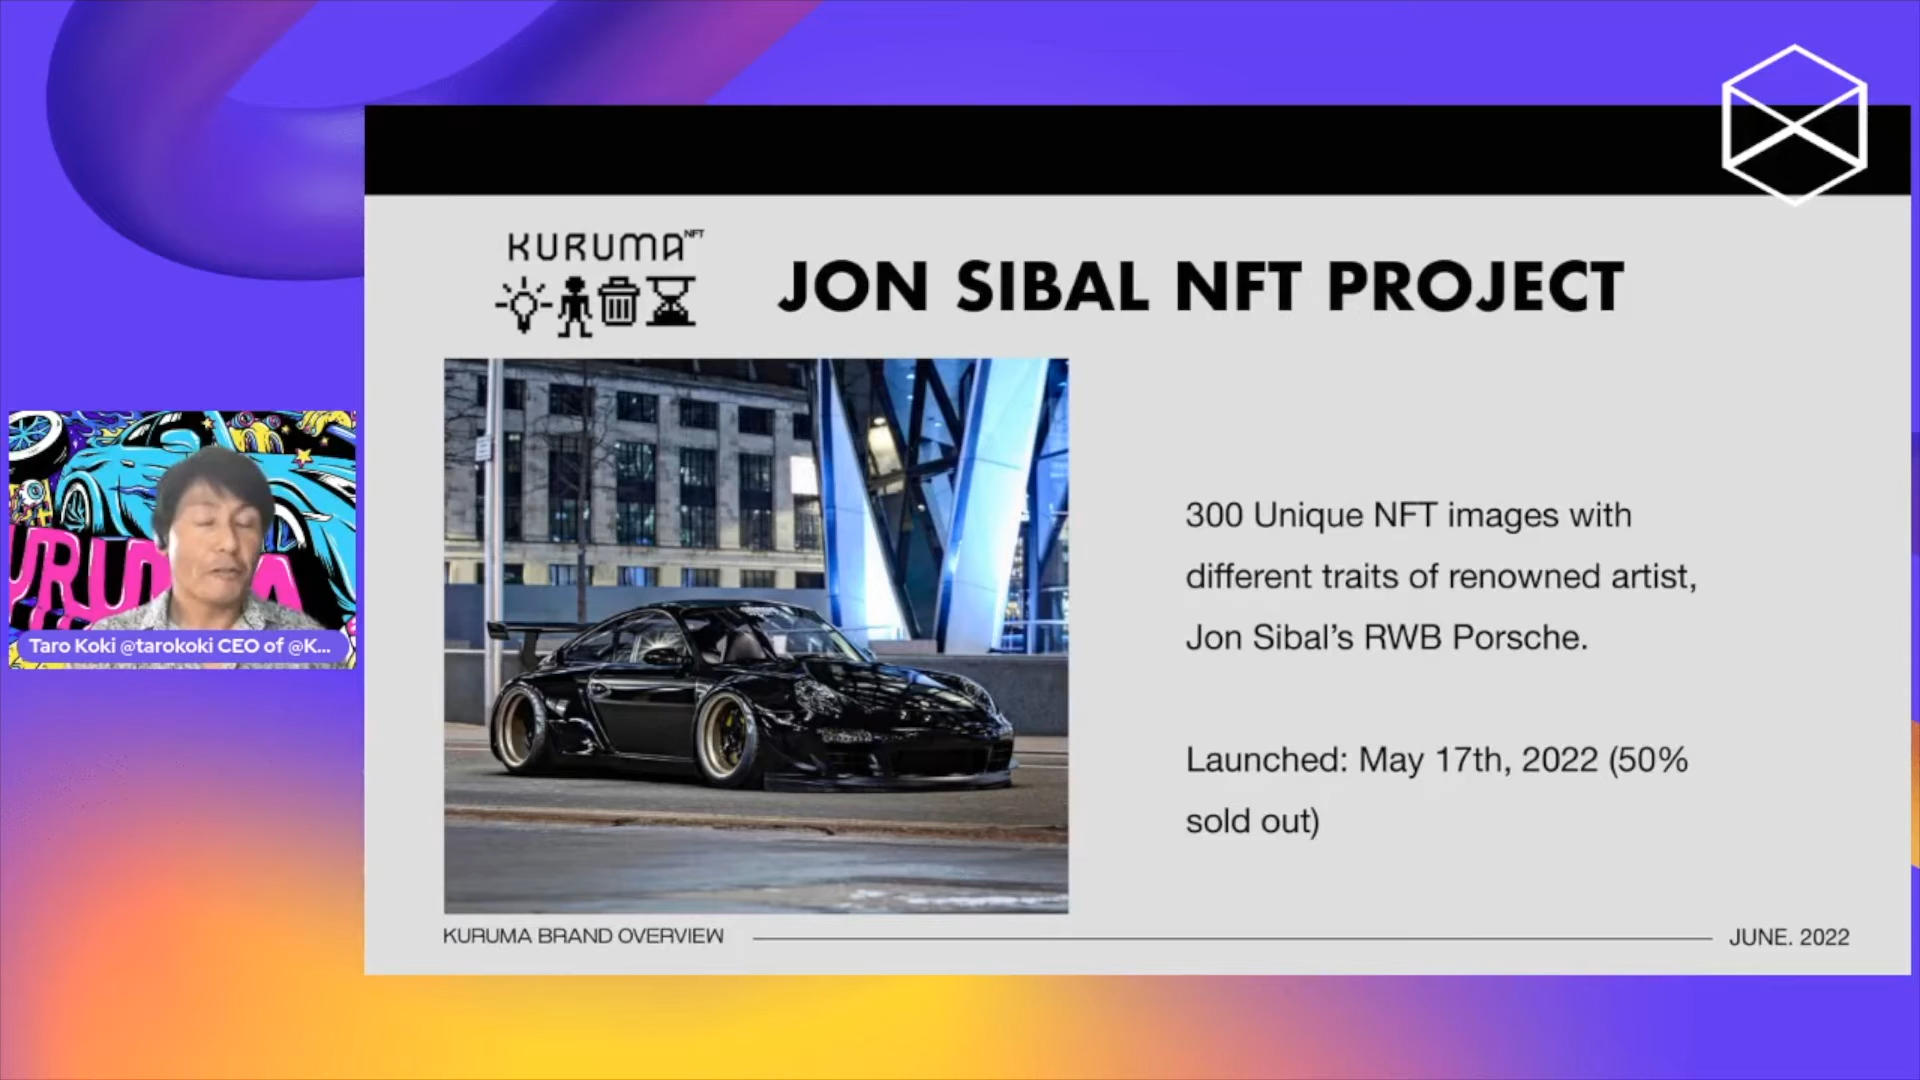 KURUMA NFT
JON SIBAL NFT PROJECT
300 Unique NFT images with
different traits of renowned artist,
Jon Sibal’s RWB Porsche.
Launched: May 17th, 2022 (50%
sold out)
URU A
Taro Koki @tarokoki CEO of @K...
KURUMA BRAND OVERVIEW
JUNE. 2022